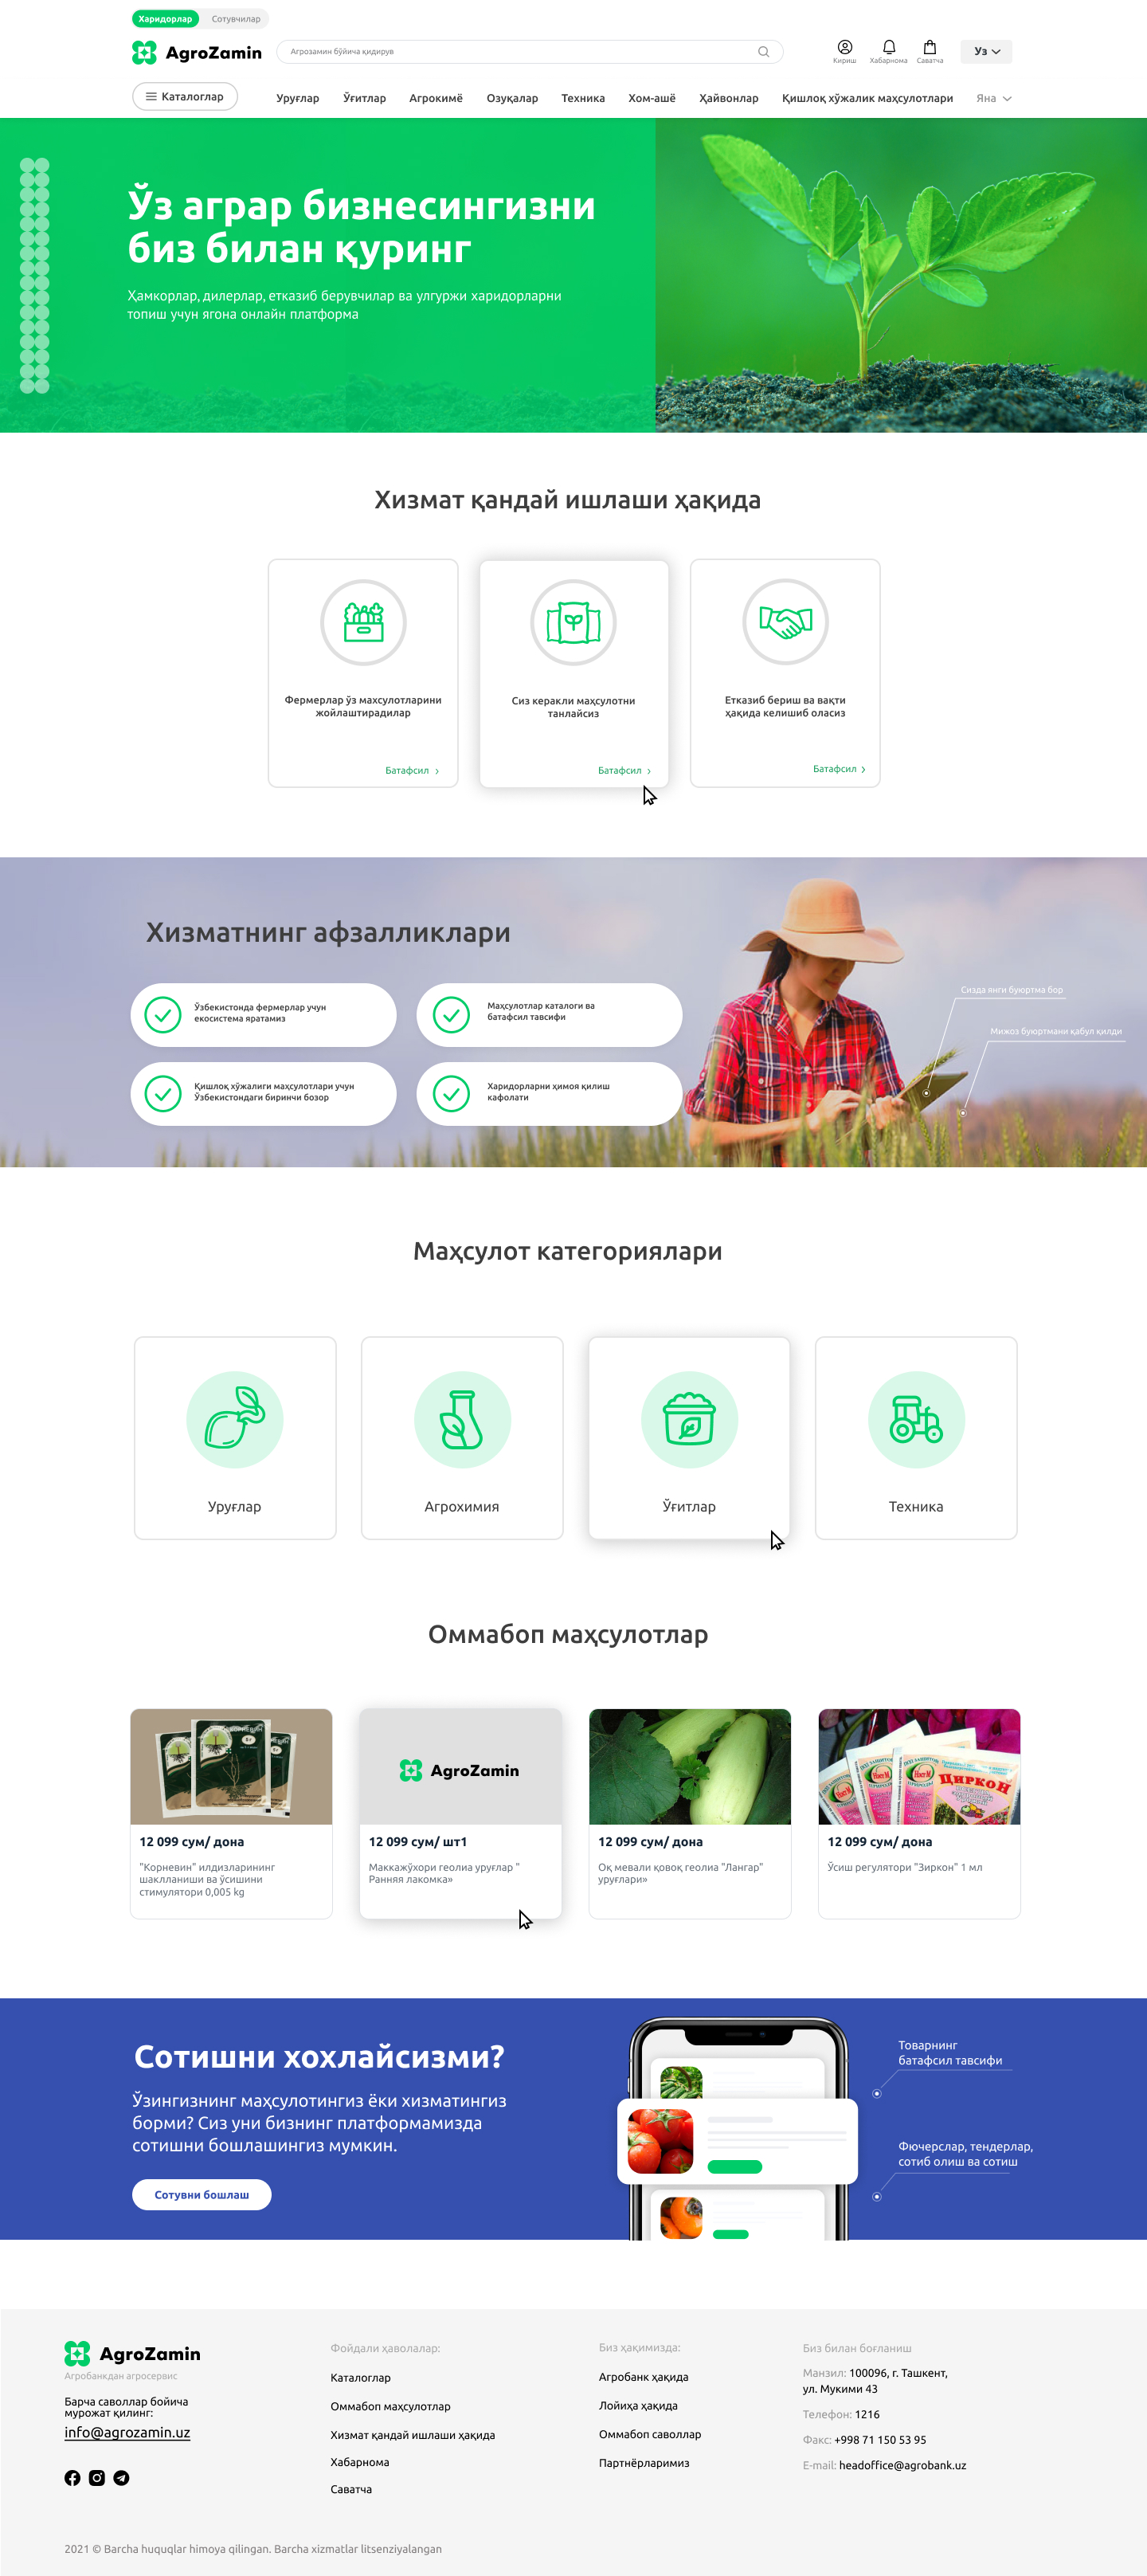 Харидорлар
Сотувчилар
AgroZamin
Агрозамин бўйича қидирув
Кириш
Хабарнома
Саватча
Уз
Каталоглар
Уруғлар
Ўғитлар
Агрокимё
Озуқалар
Техника
Хом-ашё
Ҳайвонлар
Қишлоқ хўжалик маҳсулотлари
Яна
Ўз аграр бизнесингизни
биз билан қуринг
Ҳамкорлар, дилерлар, етказиб берувчилар ва улгуржи харидорларни
топиш учун ягона онлайн платформа
Хизмат қандай ишлаши ҳақида
Фермерлар ўз махсулотларини
жойлаштирадилар
Батафсил
Сиз керакли маҳсулотни
танлайсиз
Батафсил
Етказиб бериш ва вақти
ҳақида келишиб оласиз
Батафсил
Хизматнинг афзалликлари
Ўзбекистонда фермерлар учун
екосистема яратамиз
Маҳсулотлар каталоги ва
батафсил тавсифи
Қишлоқ хўжалиги маҳсулотлари учун
Ўзбекистондаги биринчи бозор
Харидорларни ҳимоя қилиш
кафолати
Сизда янги буюртма бор
Мижоз буюртмани қабул қилди
Маҳсулот категориялари
Уруғлар
Агрохимия
Ўғитлар
Техника
Оммабоп маҳсулотлар
AgroZamin
ЦиркоН
12 099 сум/ дона
"Корневин" илдизларининг
шаклланиши ва ўсишини
стимулятори 0,005 kg
12 099 сум/ шт1
Маккажўхори геолиа уруғлар "
Ранняя лакомка»
12 099 сум/ дона
Оқ мевали қовоқ геолиа "Лангар"
уруғлари»
12 099 сум/ дона
Ўсиш регулятори "Зиркон" 1 мл
Сотишни хохлайсизми?
Ўзингизнинг маҳсулотингиз ёки хизматингиз
борми? Сиз уни бизнинг платформамизда
сотишни бошлашингиз мумкин.
Сотувни бошлаш
Товарнинг
батафсил тавсифи
Фючерслар, тендерлар,
сотиб олиш ва сотиш
AgroZamin
Агробанкдан агросервис
Барча саволлар бойича
мурожат қилинг:
info@agrozamin.uz
Фойдали ҳаволалар:
Каталоглар
Оммабоп маҳсулотлар
Хизмат қандай ишлаши ҳақида
Хабарнома
Саватча
Биз ҳақимизда:
Агробанк ҳақида
Лойиҳа ҳақида
Оммабоп саволлар
Партнёрларимиз
Биз билан боғланиш
Манзил: 100096, г. Ташкент,
ул. Мукими 43
Телефон: 1216
Факс: +998 71 150 53 95
E-mail: headoffice@agrobank.uz
2021 © Barcha huquqlar himoya qilingan. Barcha xizmatlar litsenziyalangan